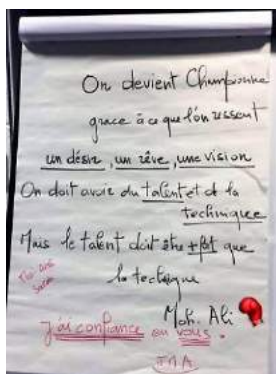 On devient Championne
grace à ce que l'on ressent
un désir, un rêve, une vision
On doit avoir du talent et de la
technique
Mais le talent doit être + fort que
la technique
Moh. Ali
J'ai confiance en vous.